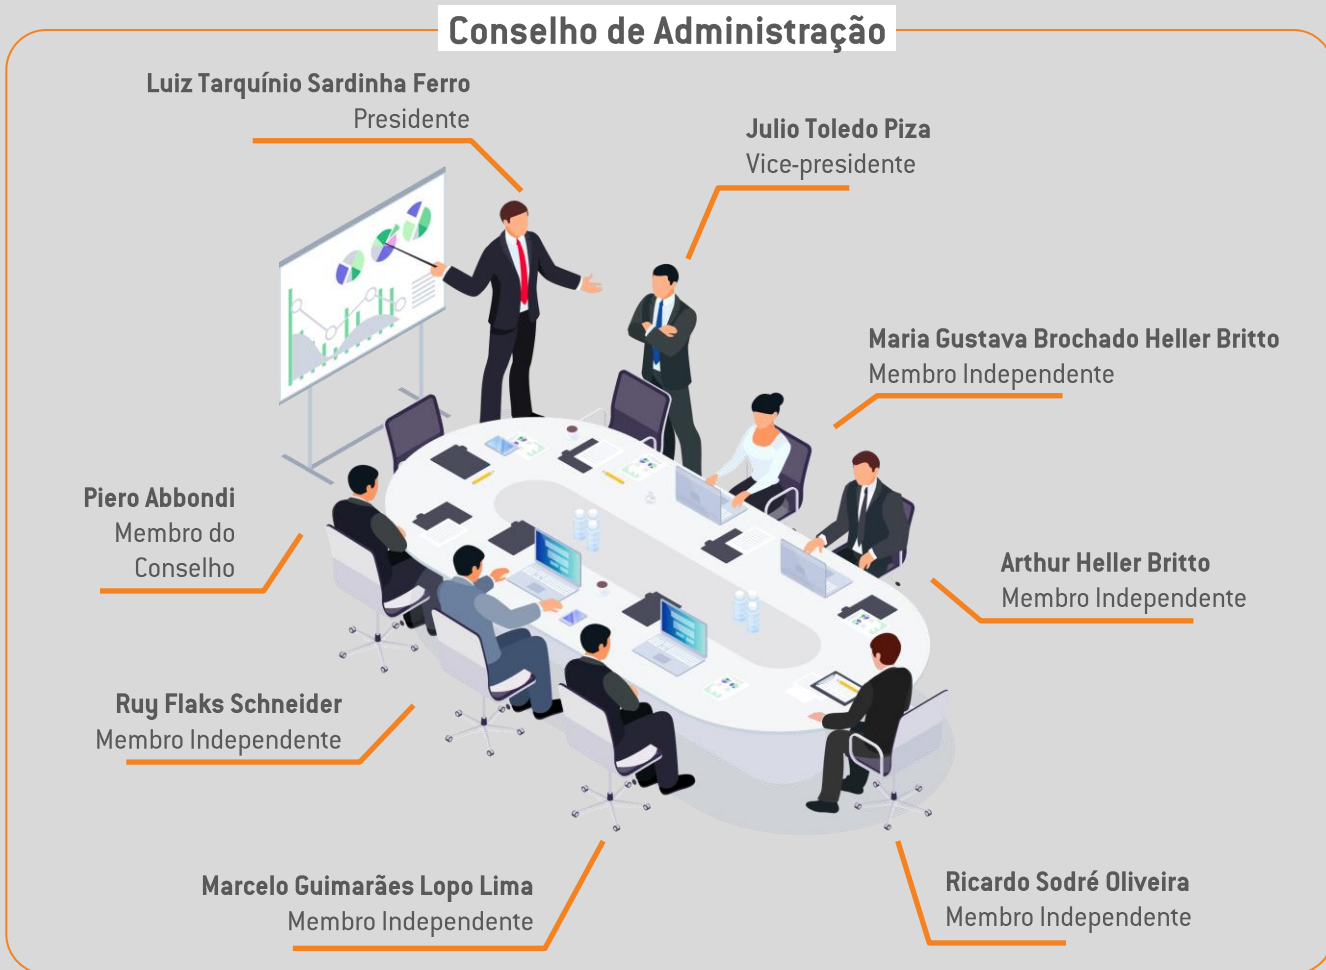 Conselho de Administração
Luiz Tarquínio Sardinha Ferro
Presidente
Julio Toledo Piza
Vice-presidente
Maria Gustava Brochado Heller Britto
Membro Independente
Piero Abbondi
Membro do
Conselho
Arthur Heller Britto
Membro Independente
Ruy Flaks Schneider
Membro Independente
Marcelo Guimarães Lopo Lima
Membro Independente
Ricardo Sodré Oliveira
Membro Independente